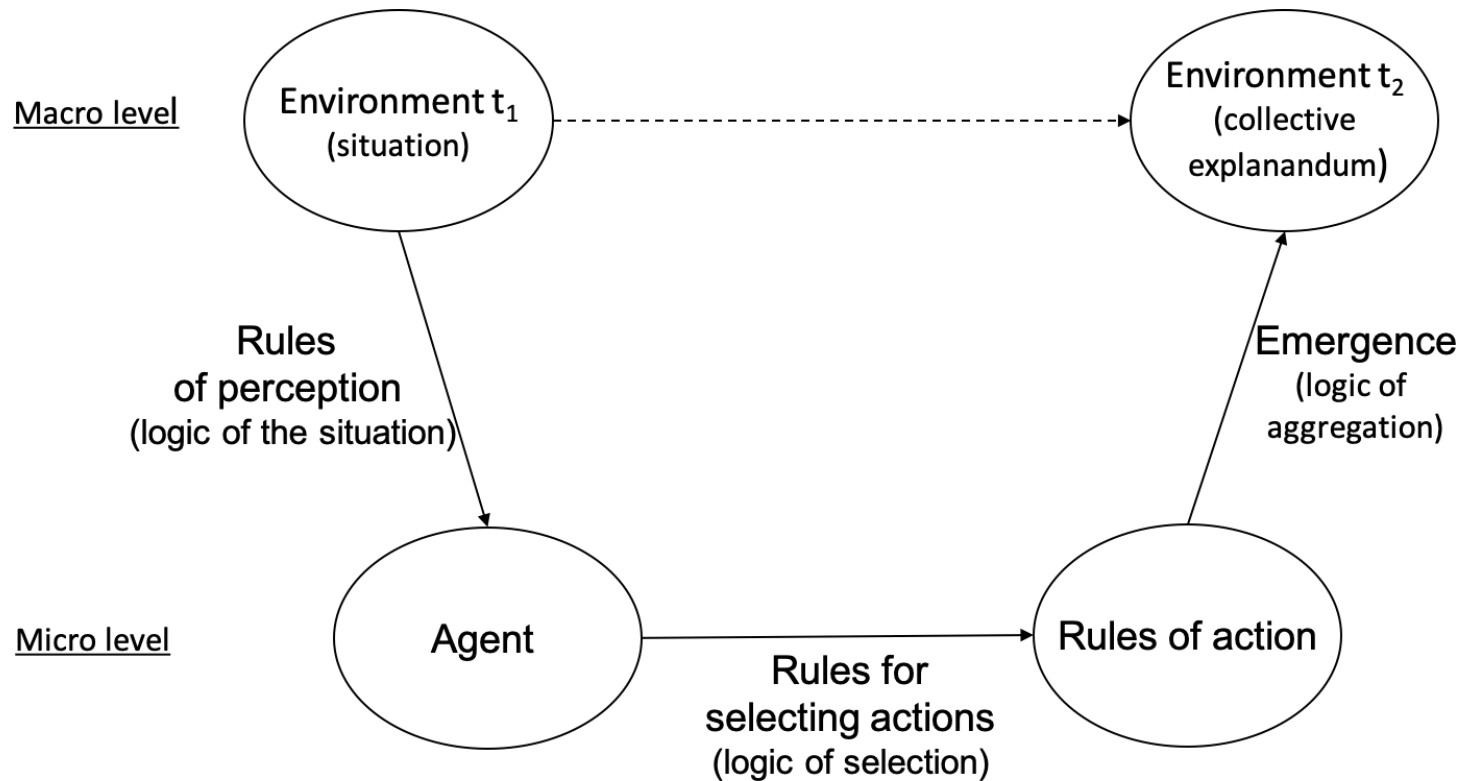 Macro level
Environment t₁
(situation)
Environment t₂
(collective
explanandum)
Rules
of perception
(logic of the situation)
Emergence
(logic of
aggregation)
Micro level
Agent
Rules for
selecting actions
(logic of selection)
Rules of action